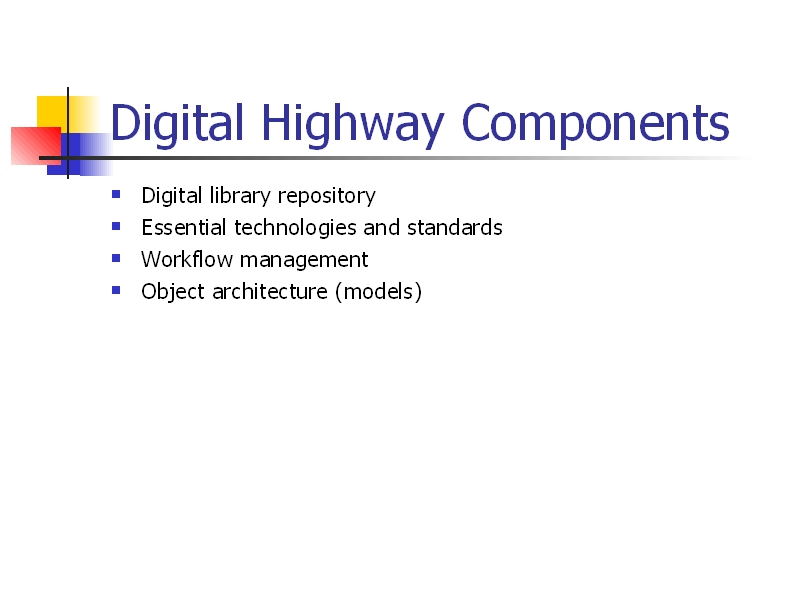 Digital Highway Components
Digital library repository
Essential technologies and standards
Workflow management
Object architecture (models)